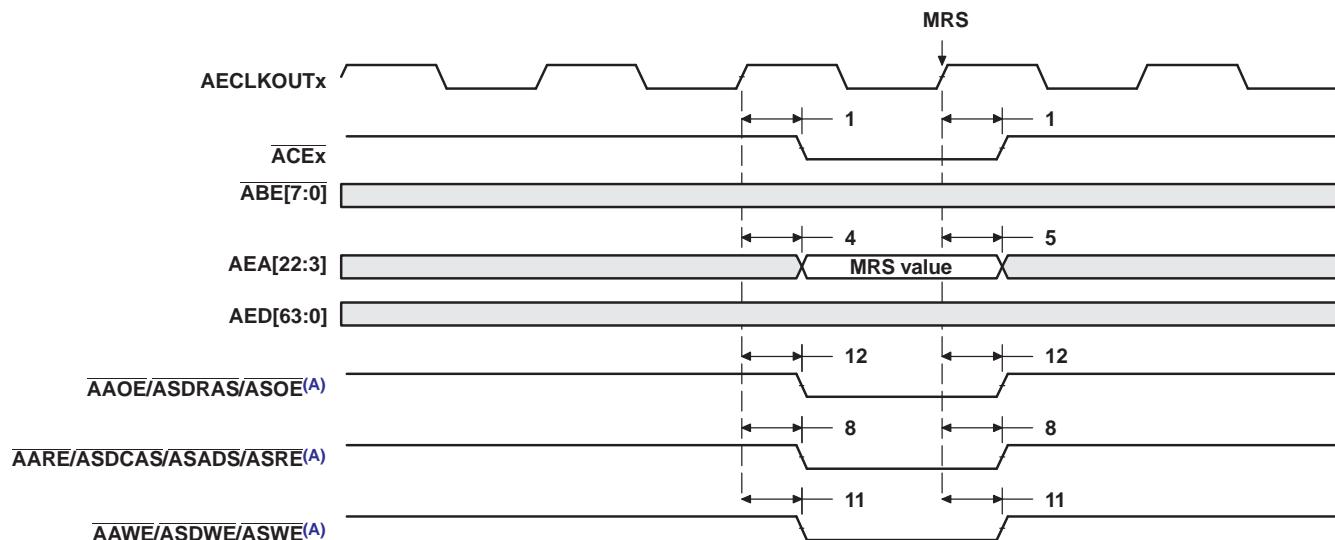 MRS
AECLKOUTx
1 1
ACEx
ABE[7:0]
4 5
AEA[22:3] MRS value
AED[63:0]
12 12
AAOE/ASDRAS/ASOE(A)
8 8
AARE/ASDCAS/ASADS/ASRE(A)
11 11
AAWE/ASDWE/ASWE(A)